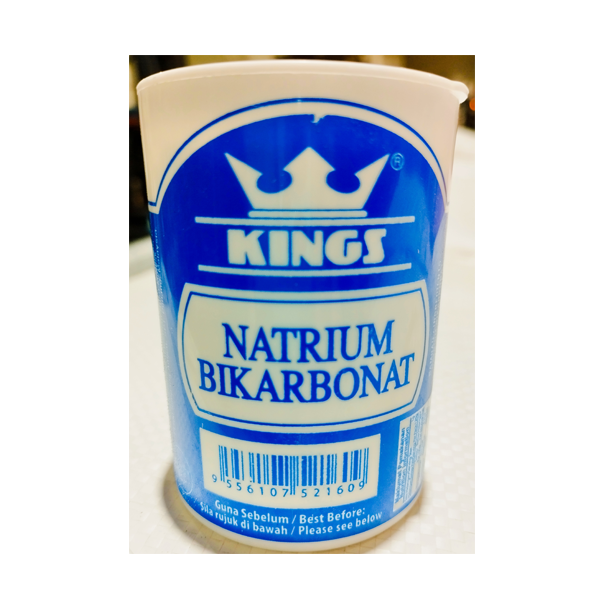 ®
KINGS
NATRIUM
BIKARBONAT
9 556107 521609
Guna Sebelum / Best Before:
Sila rujuk di bawah / Please see below